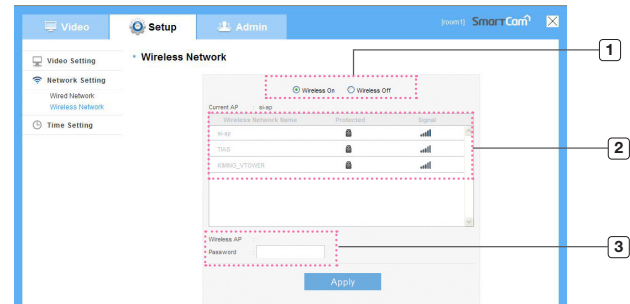 Video
Setup
Admin
[room1] SmarTCam
1
Video Setting
Network Setting
Wired Network
Wireless Network
Time Setting
· Wireless Network
Wireless On Wireless Off
Current AP si-ap
Wireless Network Name Protected Signal
si-ap
TIAS
KIMING_VTOWER
2
Wireless AP
Password
3
Apply